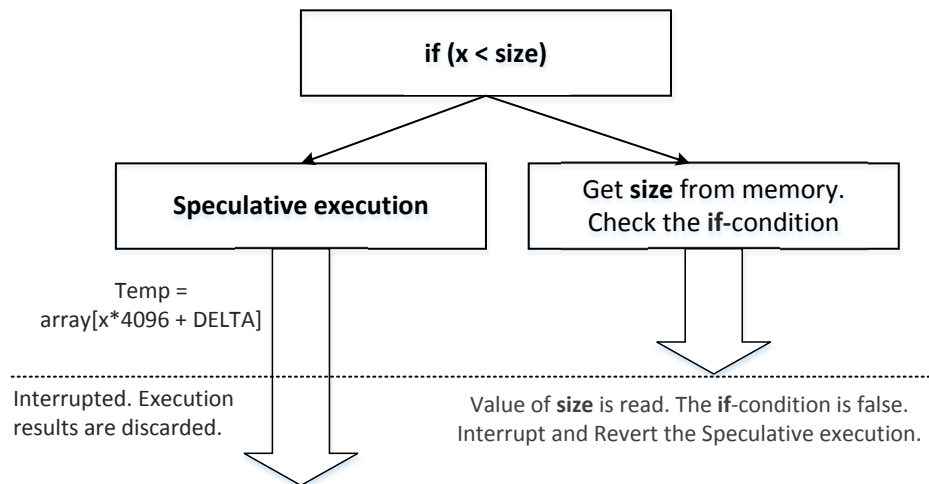 if (x < size)
Speculative execution
Get size from memory.
Check the if-condition
Temp =
array[x*4096 + DELTA]
Interrupted. Execution
results are discarded.
Value of size is read. The if-condition is false.
Interrupt and Revert the Speculative execution.